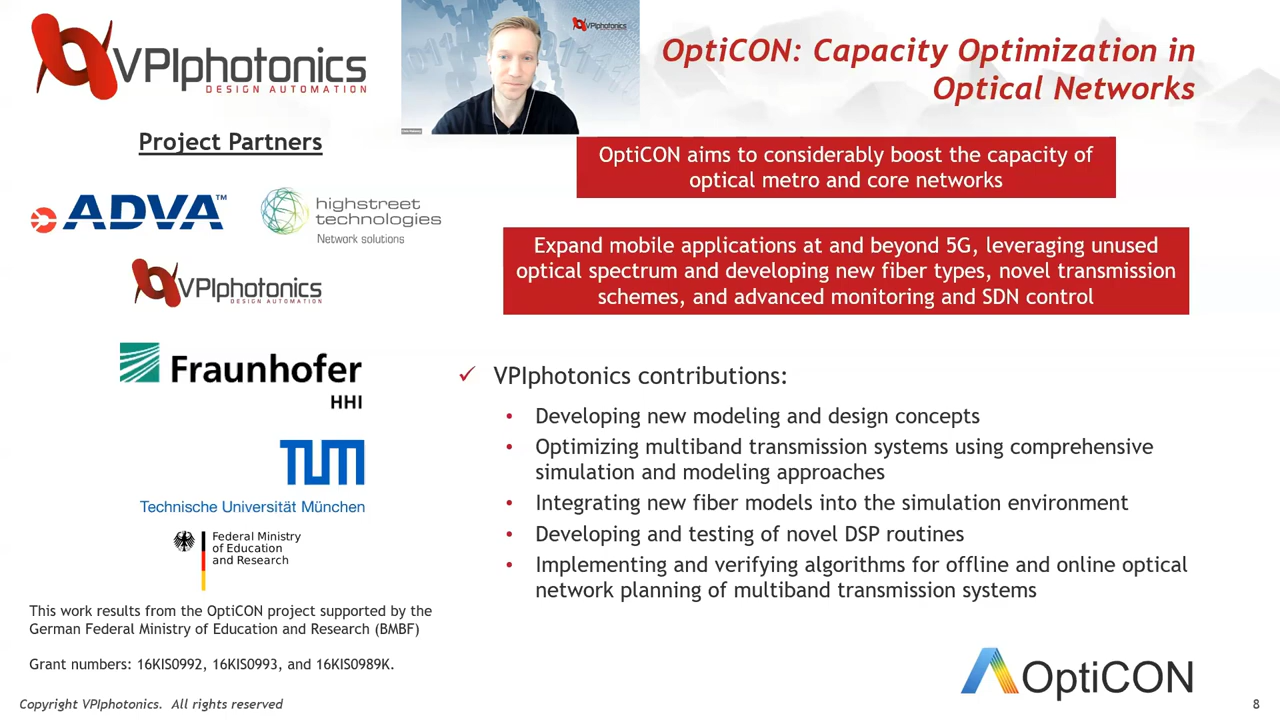 VPIphotonics
DESIGN AUTOMATION
VPIphotonics
OptiCON: Capacity Optimization in
Optical Networks
Project Partners
OptiCON aims to considerably boost the capacity of
optical metro and core networks
ADVA™
highstreet
technologies
Network solutions
Expand mobile applications at and beyond 5G, leveraging unused
optical spectrum and developing new fiber types, novel transmission
schemes, and advanced monitoring and SDN control
VPIphotonics
DESIGN AUTOMATION
Fraunhofer
HHI
TUM
Technische Universität München
Federal Ministry
of Education
and Research
This work results from the OptiCON project supported by the
German Federal Ministry of Education and Research (BMBF)
Grant numbers: 16KIS0992, 16KIS0993, and 16KIS0989K.
✓ VPIphotonics contributions:
• Developing new modeling and design concepts
• Optimizing multiband transmission systems using comprehensive
simulation and modeling approaches
• Integrating new fiber models into the simulation environment
• Developing and testing of novel DSP routines
• Implementing and verifying algorithms for offline and online optical
network planning of multiband transmission systems
OptiCON
Copyright VPIphotonics. All rights reserved
8